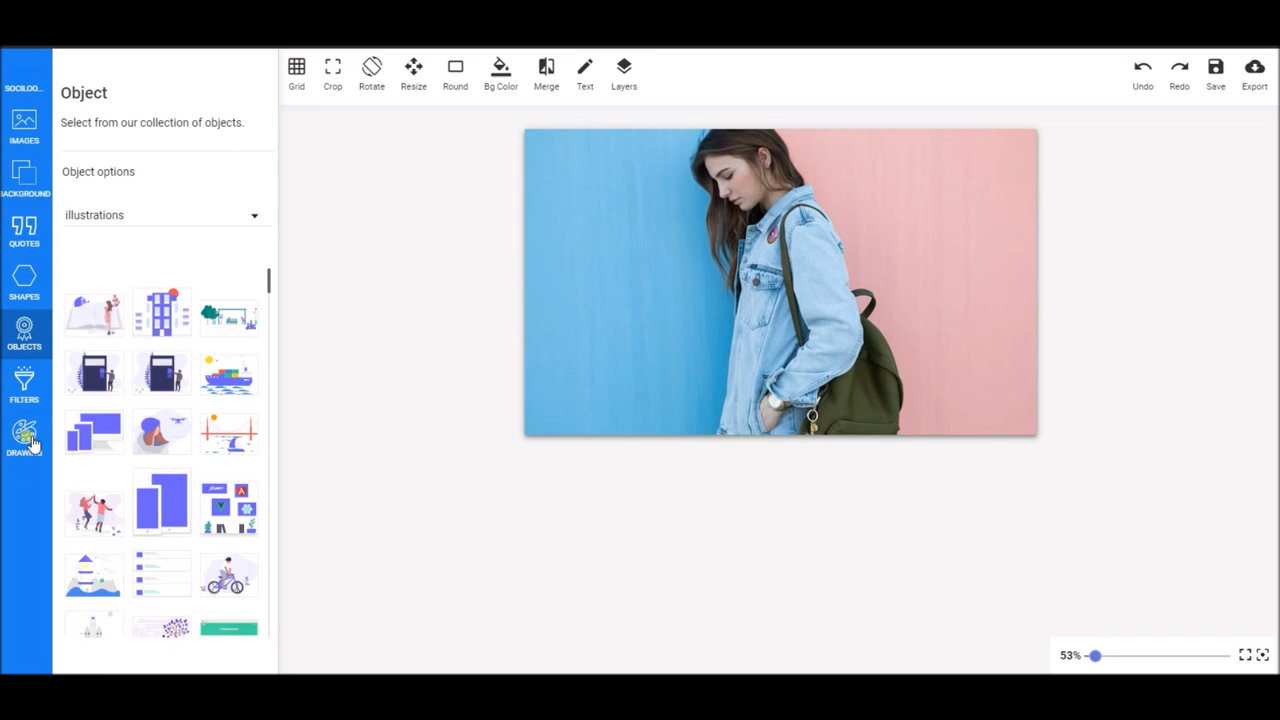 SOCILOO...
IMAGES
BACKGROUND
QUOTES
SHAPES
OBJECTS
FILTERS
Object
Select from our collection of objects.
Object options
illustrations
Grid Crop Rotate Resize Round Bg Color Merge Text Layers
Undo Redo Save Export
53%